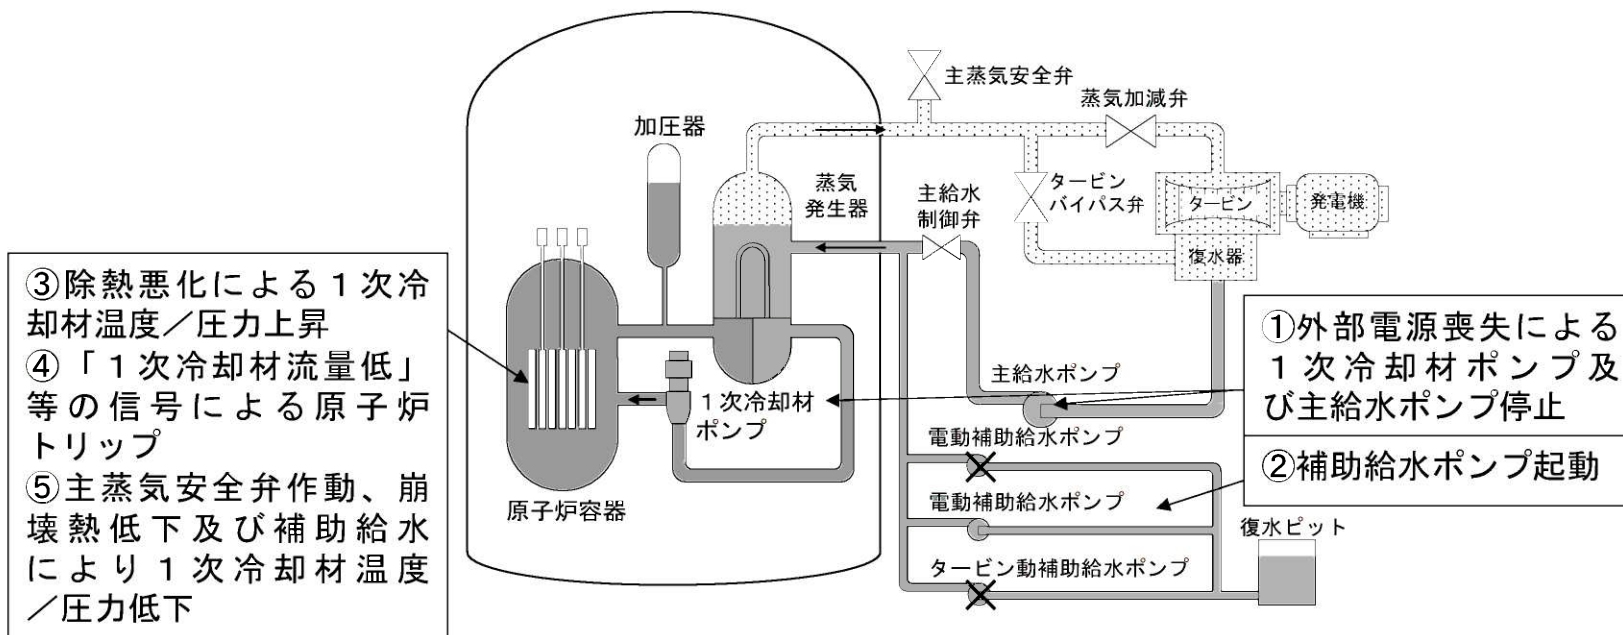 主蒸気安全弁
蒸気加減弁
加圧器
蒸気
発生器
主給水
制御弁
タービン
バイパス弁
タービン
発電機
復水器
③除熱悪化による1次冷
却材温度／圧力上昇
④「1次冷却材流量低」
等の信号による原子炉
トリップ
⑤主蒸気安全弁作動、崩
壊熱低下及び補助給水
により1次冷却材温度
／圧力低下
①外部電源喪失による
1次冷却材ポンプ及
び主給水ポンプ停止
②補助給水ポンプ起動
主給水ポンプ
1次冷却材
ポンプ
電動補助給水ポンプ
電動補助給水ポンプ
原子炉容器
復水ピット
タービン動補助給水ポンプ